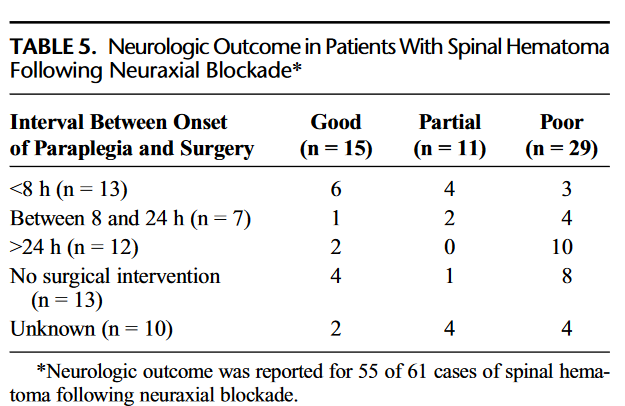 TABLE 5. Neurologic Outcome in Patients With Spinal Hematoma
Following Neuraxial Blockade*
Interval Between Onset Good Partial Poor
of Paraplegia and Surgery (n = 15) (n = 11) (n = 29)
<8 h (n = 13) 6 4 3
Between 8 and 24 h (n = 7) 1 2 4
>24 h (n = 12) 2 0 10
No surgical intervention 4 1 8
(n = 13)
Unknown (n = 10) 2 4 4
*Neurologic outcome was reported for 55 of 61 cases of spinal hema-
toma following neuraxial blockade.